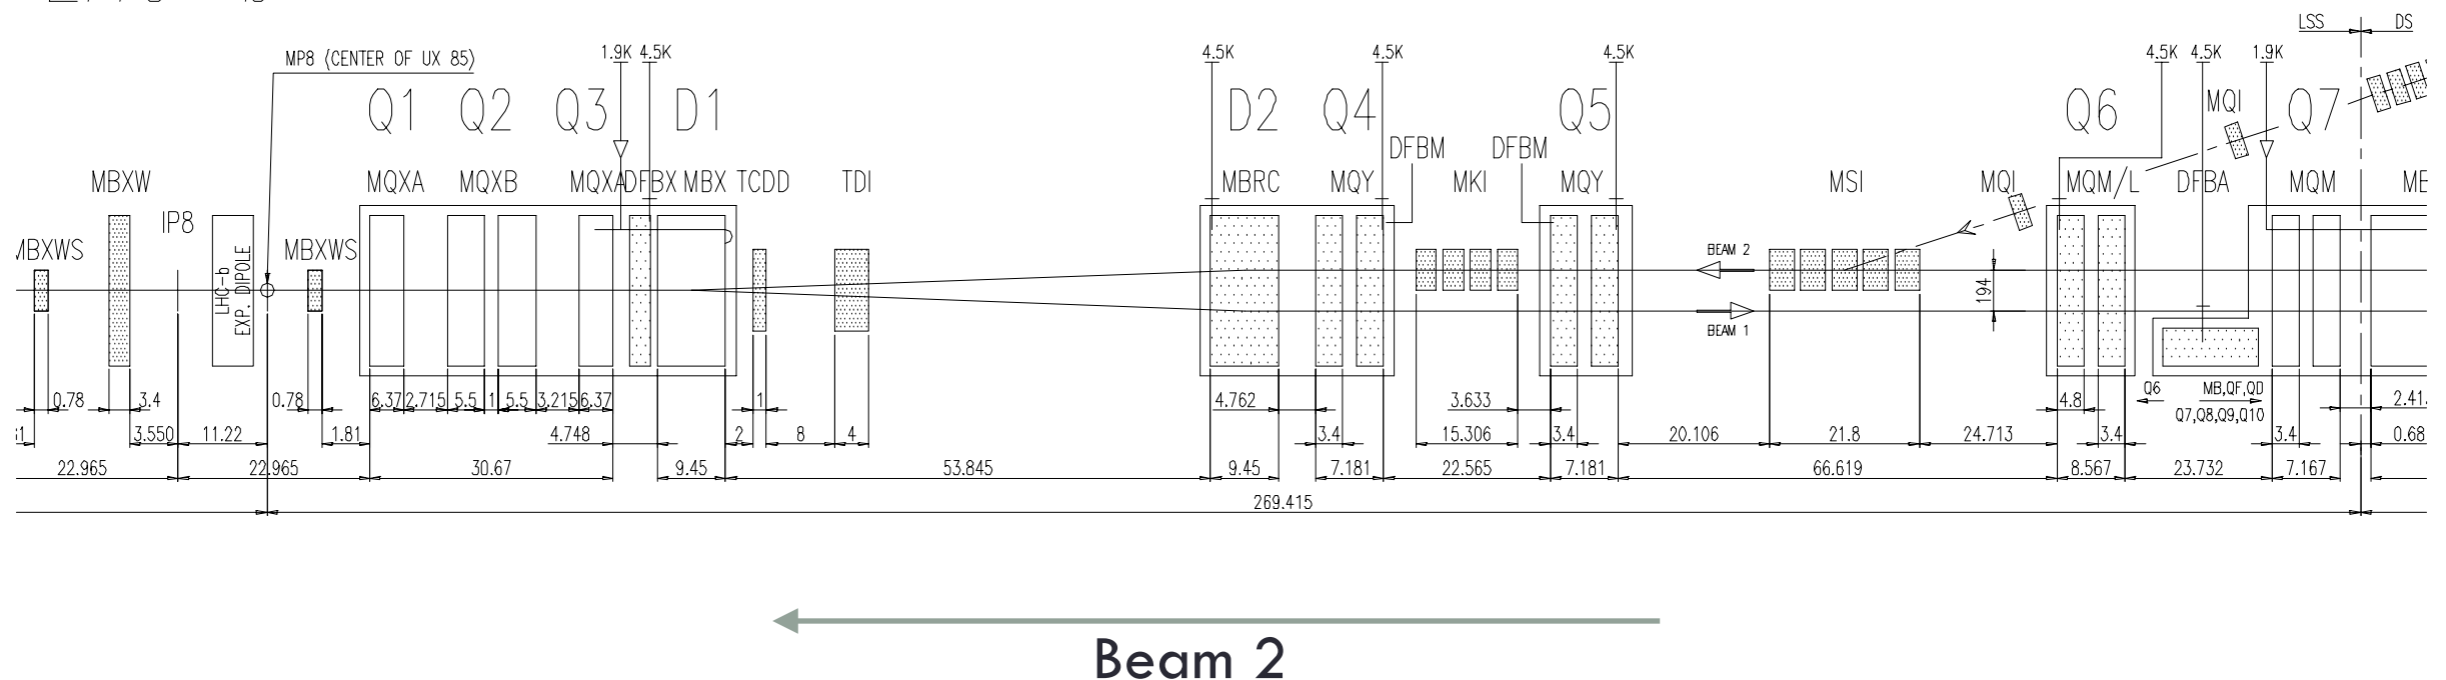 LSS DS
1.9K 4.5K 4.5K 4.5K 4.5K 4.5K 4.5K 1.9K
MP8 (CENTER OF UX 85)
Q1 Q2 Q3 D1 D2 Q4 Q5 Q6 MQI Q7
DFBM DFBM
MBXW MQXA MQXB MQXA DFBX MBX TCDD TDI MBRC MQY MKI MQY MSI MQI MQM/L DFBA MQM
IP8
MBXWS MBXWS
LHC-b
EXP. DIPOLE
BEAM 2
194
BEAM 1
Q6 MB,QF,QD
Q7,Q8,Q9,Q10
0.78 3.4 0.78 6.37 2.715 5.5 1 5.5 3.215 6.37 1 4.762 3.633 4.8 2.41
3.550 11.22 1.81 4.748 2 8 4 3.4 15.306 3.4 20.106 21.8 24.713 3.4 3.4 0.68
22.965 22.965 30.67 9.45 53.845 9.45 7.181 22.565 7.181 66.619 8.567 23.732 7.167
269.415
Beam 2